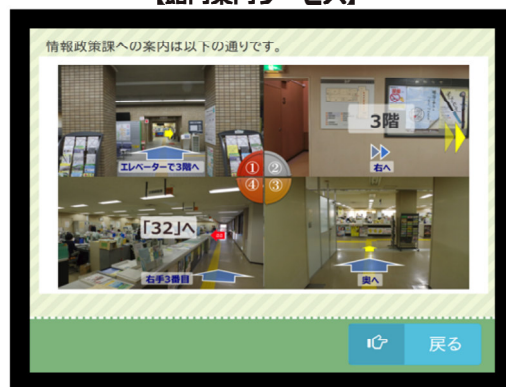 【館内案内サービス】
情報政策課への案内は以下の通りです。
エレベーターで3階へ
3階
右へ
① ②
④ ③
「32」へ
右手3番目
奥へ
戻る